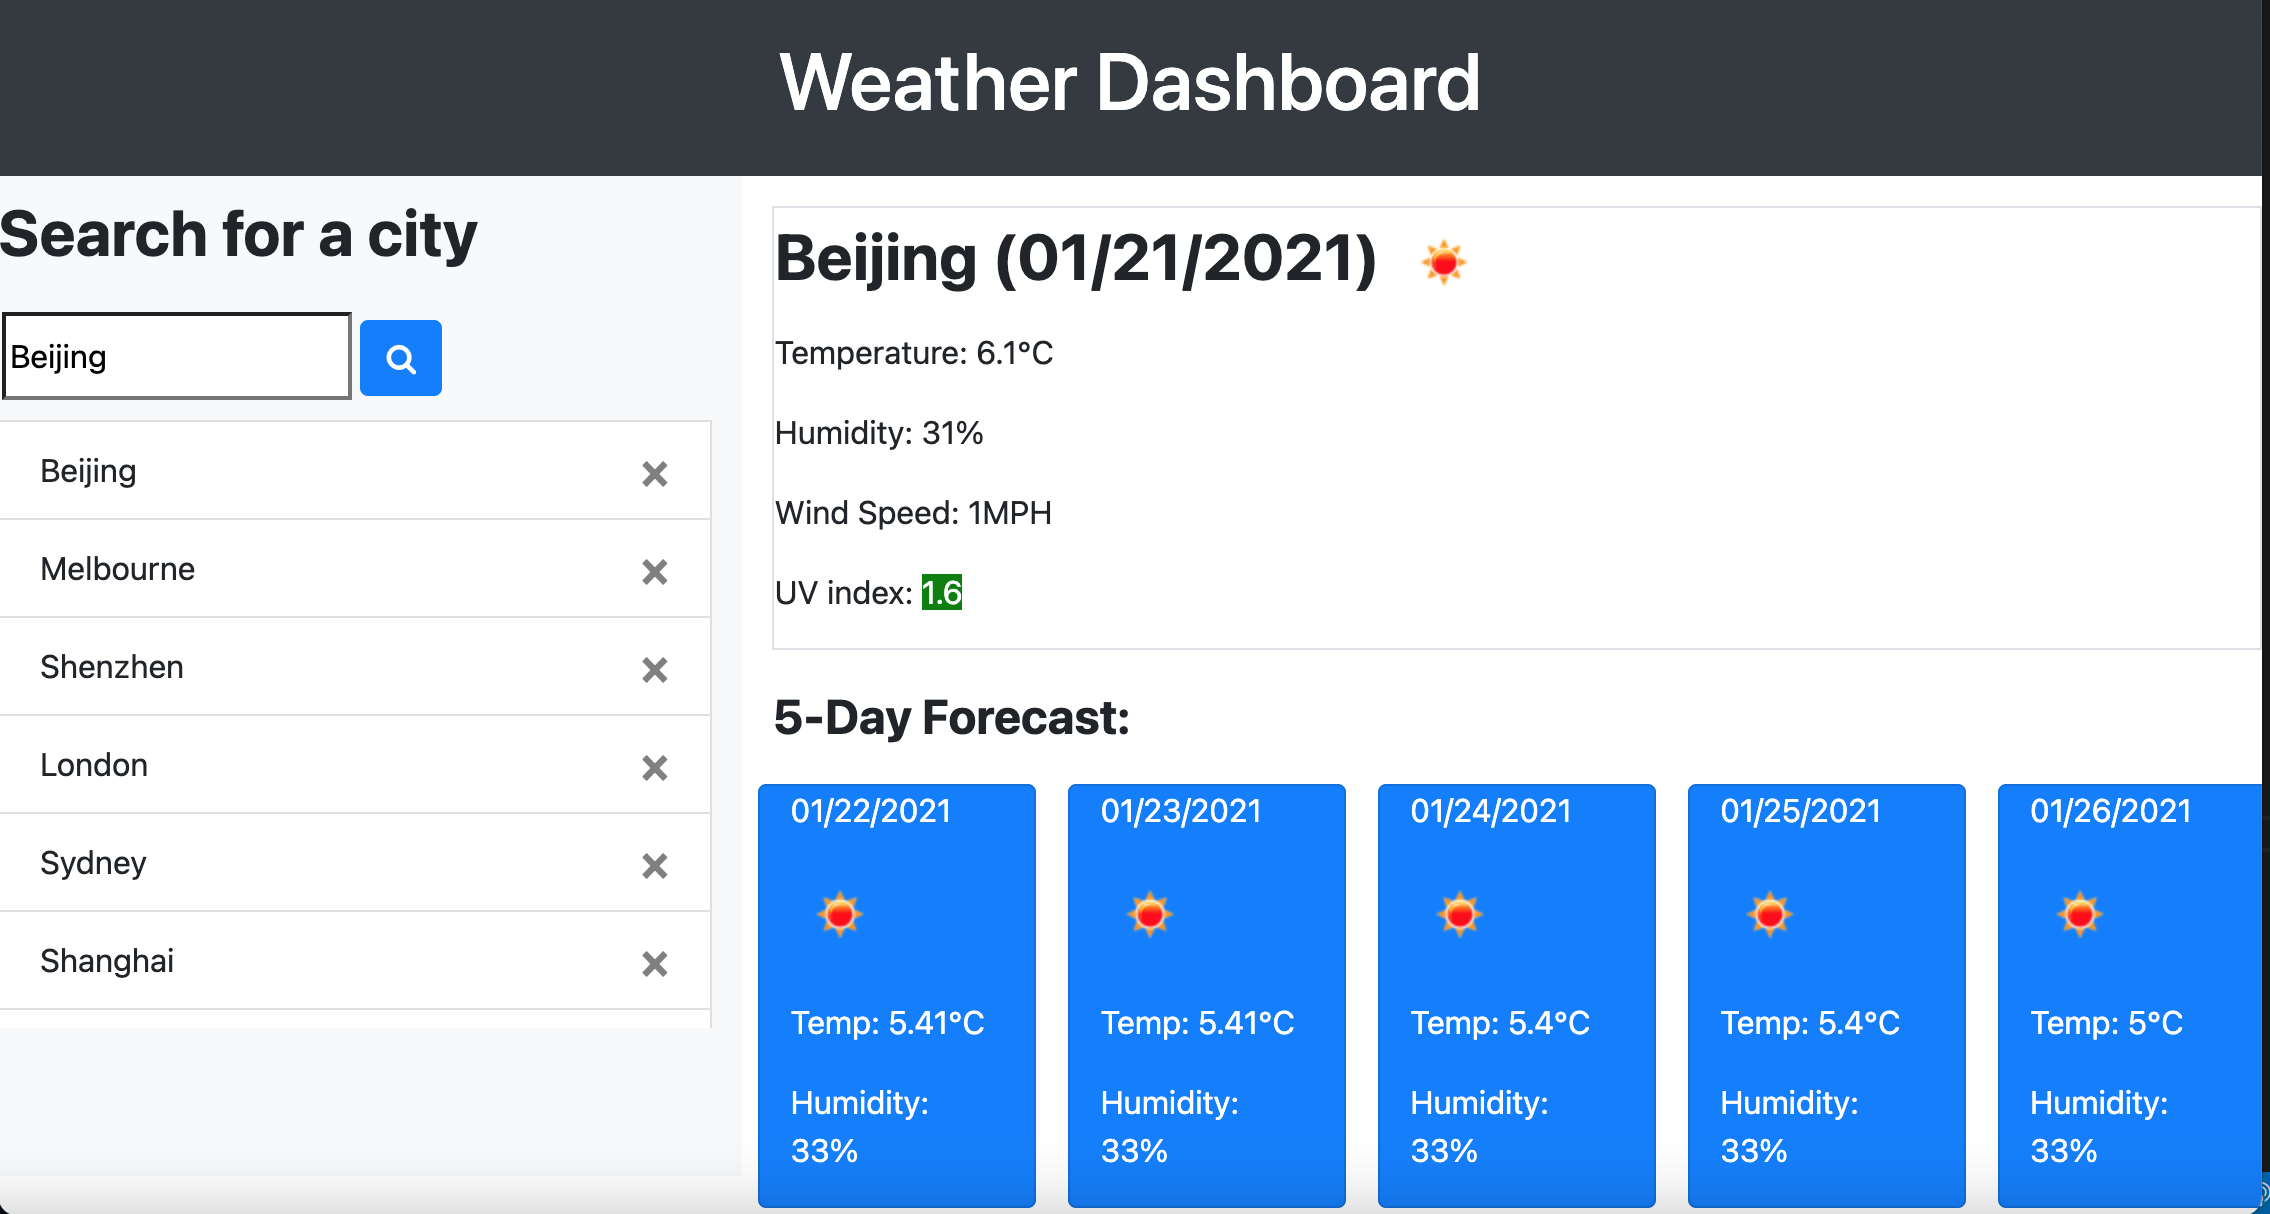 Weather Dashboard
Search for a city
Beijing
Beijing
Melbourne
Shenzhen
London
Sydney
Shanghai
Beijing (01/21/2021)
Temperature: 6.1°C
Humidity: 31%
Wind Speed: 1MPH
UV index: 1.6
5-Day Forecast:
01/22/2021
Temp: 5.41°C
Humidity:
33%
01/23/2021
Temp: 5.41°C
Humidity:
33%
01/24/2021
Temp: 5.4°C
Humidity:
33%
01/25/2021
Temp: 5.4°C
Humidity:
33%
01/26/2021
Temp: 5°C
Humidity:
33%